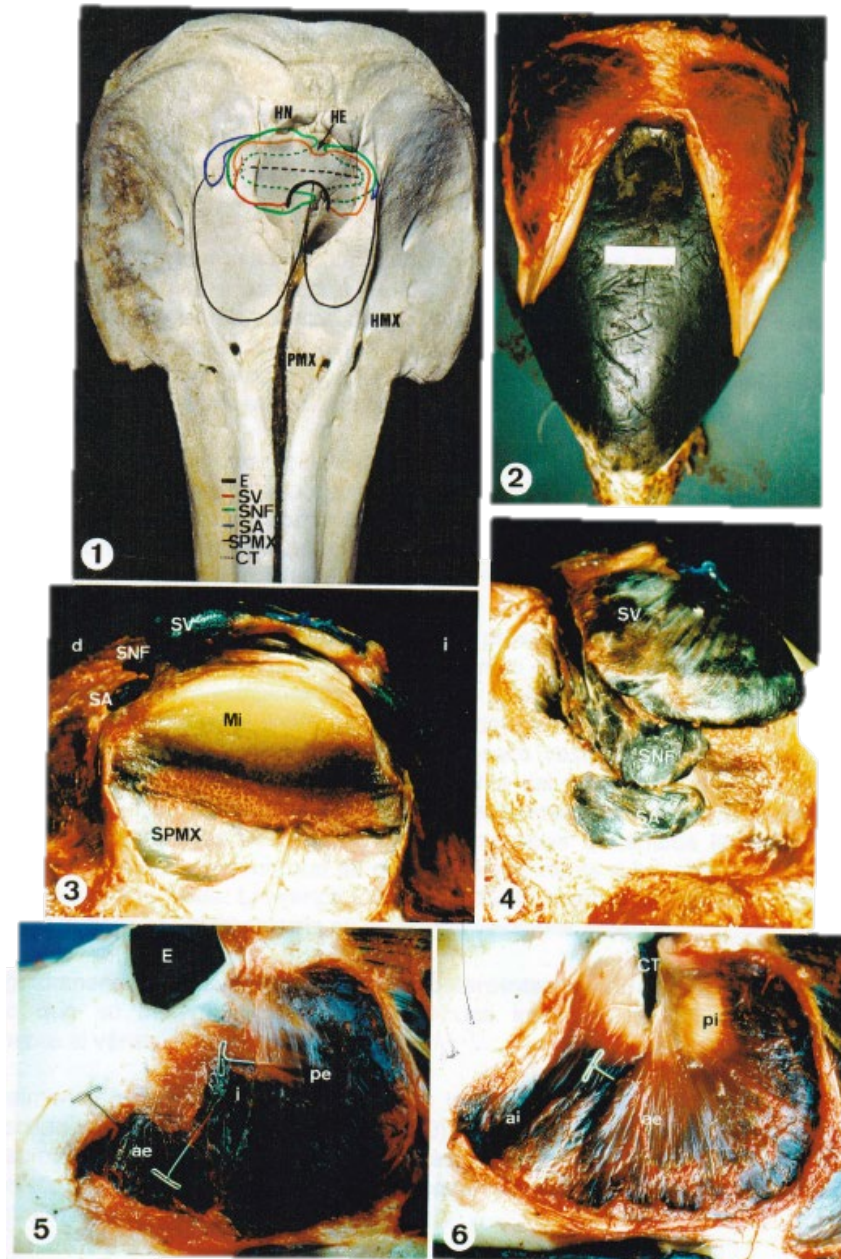 HN
HE
HMX
PMX
E
SV
SNF
SA
SPMX
CT
1
2
SV
d
i
SNF
SA
Mi
SPMX
3
SV
SNF
SA
4
E
pe
i
ae
5
CT
pi
ai
ae
6